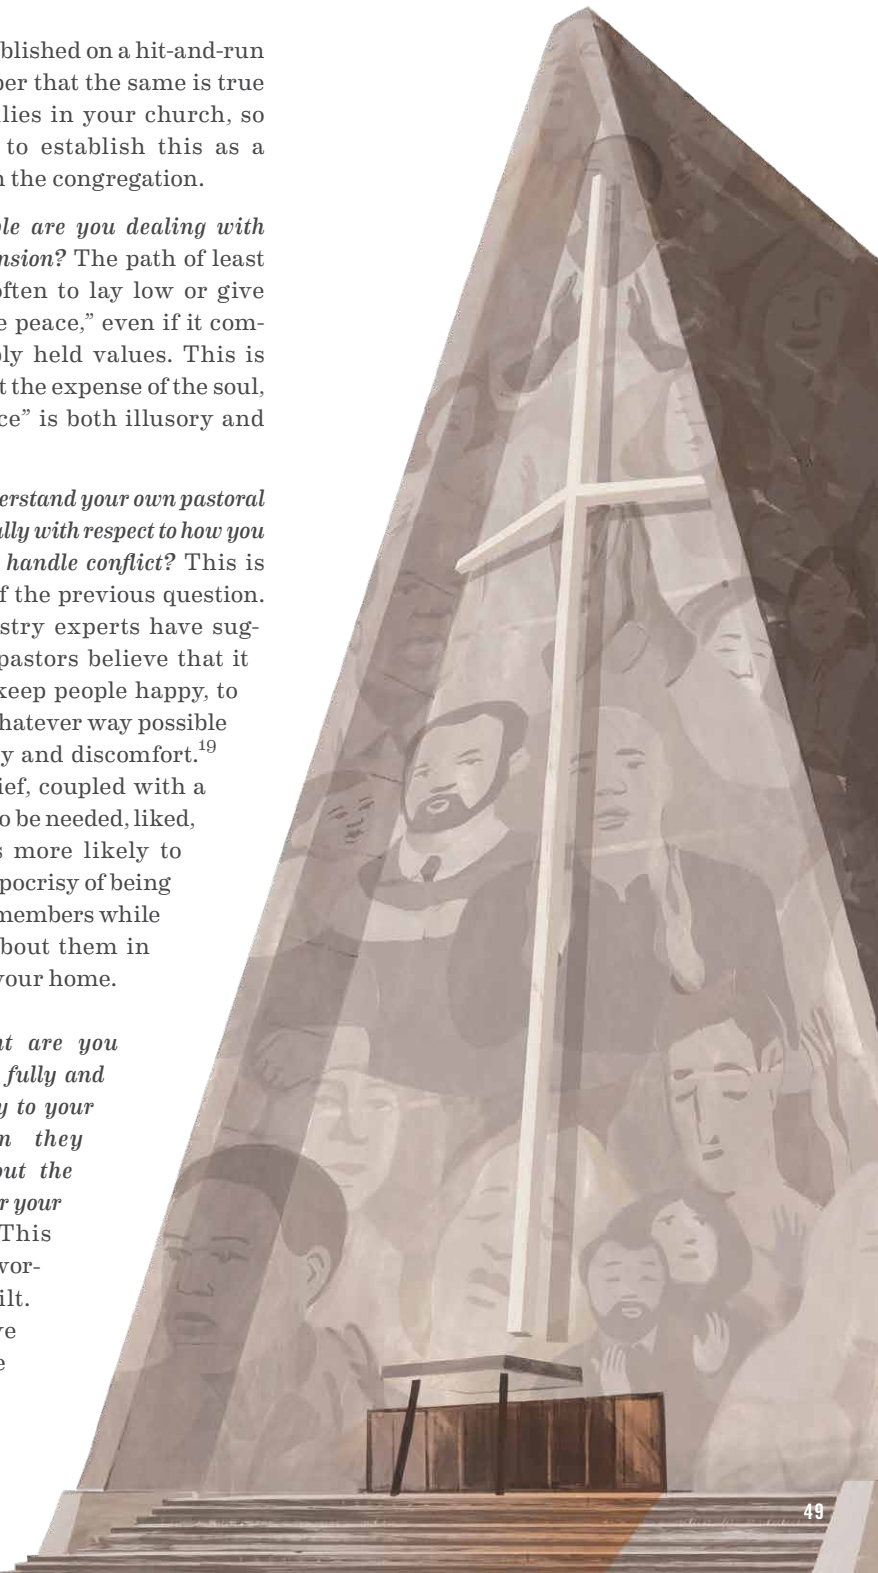 blished on a hit-and-run
ber that the same is true
lies in your church, so
to establish this as a
n the congregation.
ple are you dealing with
nsion? The path of least
often to lay low or give
e peace,” even if it com-
ply held values. This is
t the expense of the soul,
ce” is both illusory and
derstand your own pastoral
ally with respect to how you
handle conflict? This is
f the previous question.
stry experts have sug-
pastors believe that it
keep people happy, to
hatever way possible
y and discomfort.19
ief, coupled with a
o be needed, liked,
s more likely to
pocrisy of being
members while
bout them in
your home.
nt are you
fully and
y to your
n they
out the
r your
This
wor-
ilt.
ve
e
49